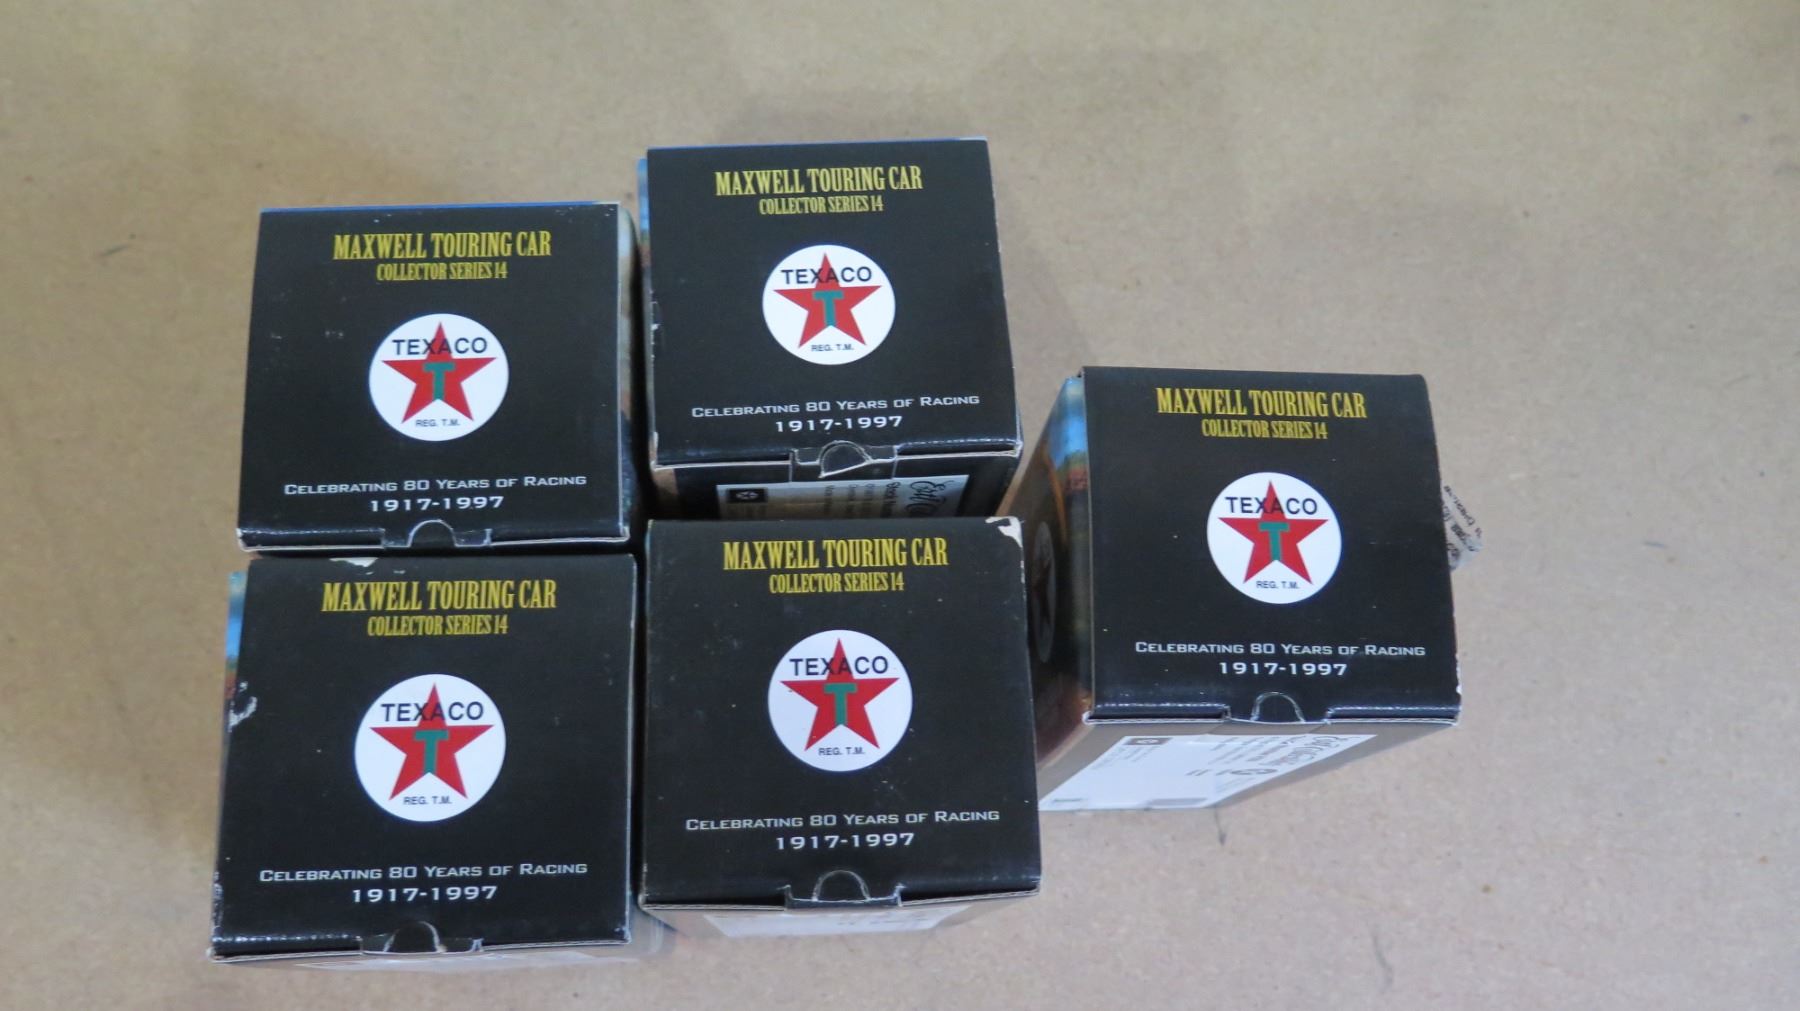 MAXWELL TOURING CAR
COLLECTOR SERIES 14
TEXACO
T
REG. T.M.
CELEBRATING 80 YEARS OF RACING
1917-1997
MAXWELL TOURING CAR
COLLECTOR SERIES 14
TEXACO
T
REG. T.M.
CELEBRATING 80 YEARS OF RACING
1917-1997
MAXWELL TOURING CAR
COLLECTOR SERIES 14
TEXACO
T
REG. T.M.
CELEBRATING 80 YEARS OF RACING
1917-1997
MAXWELL TOURING CAR
COLLECTOR SERIES 14
TEXACO
T
REG. T.M.
CELEBRATING 80 YEARS OF RACING
1917-1997
MAXWELL TOURING CAR
COLLECTOR SERIES 14
TEXACO
T
REG. T.M.
CELEBRATING 80 YEARS OF RACING
1917-1997